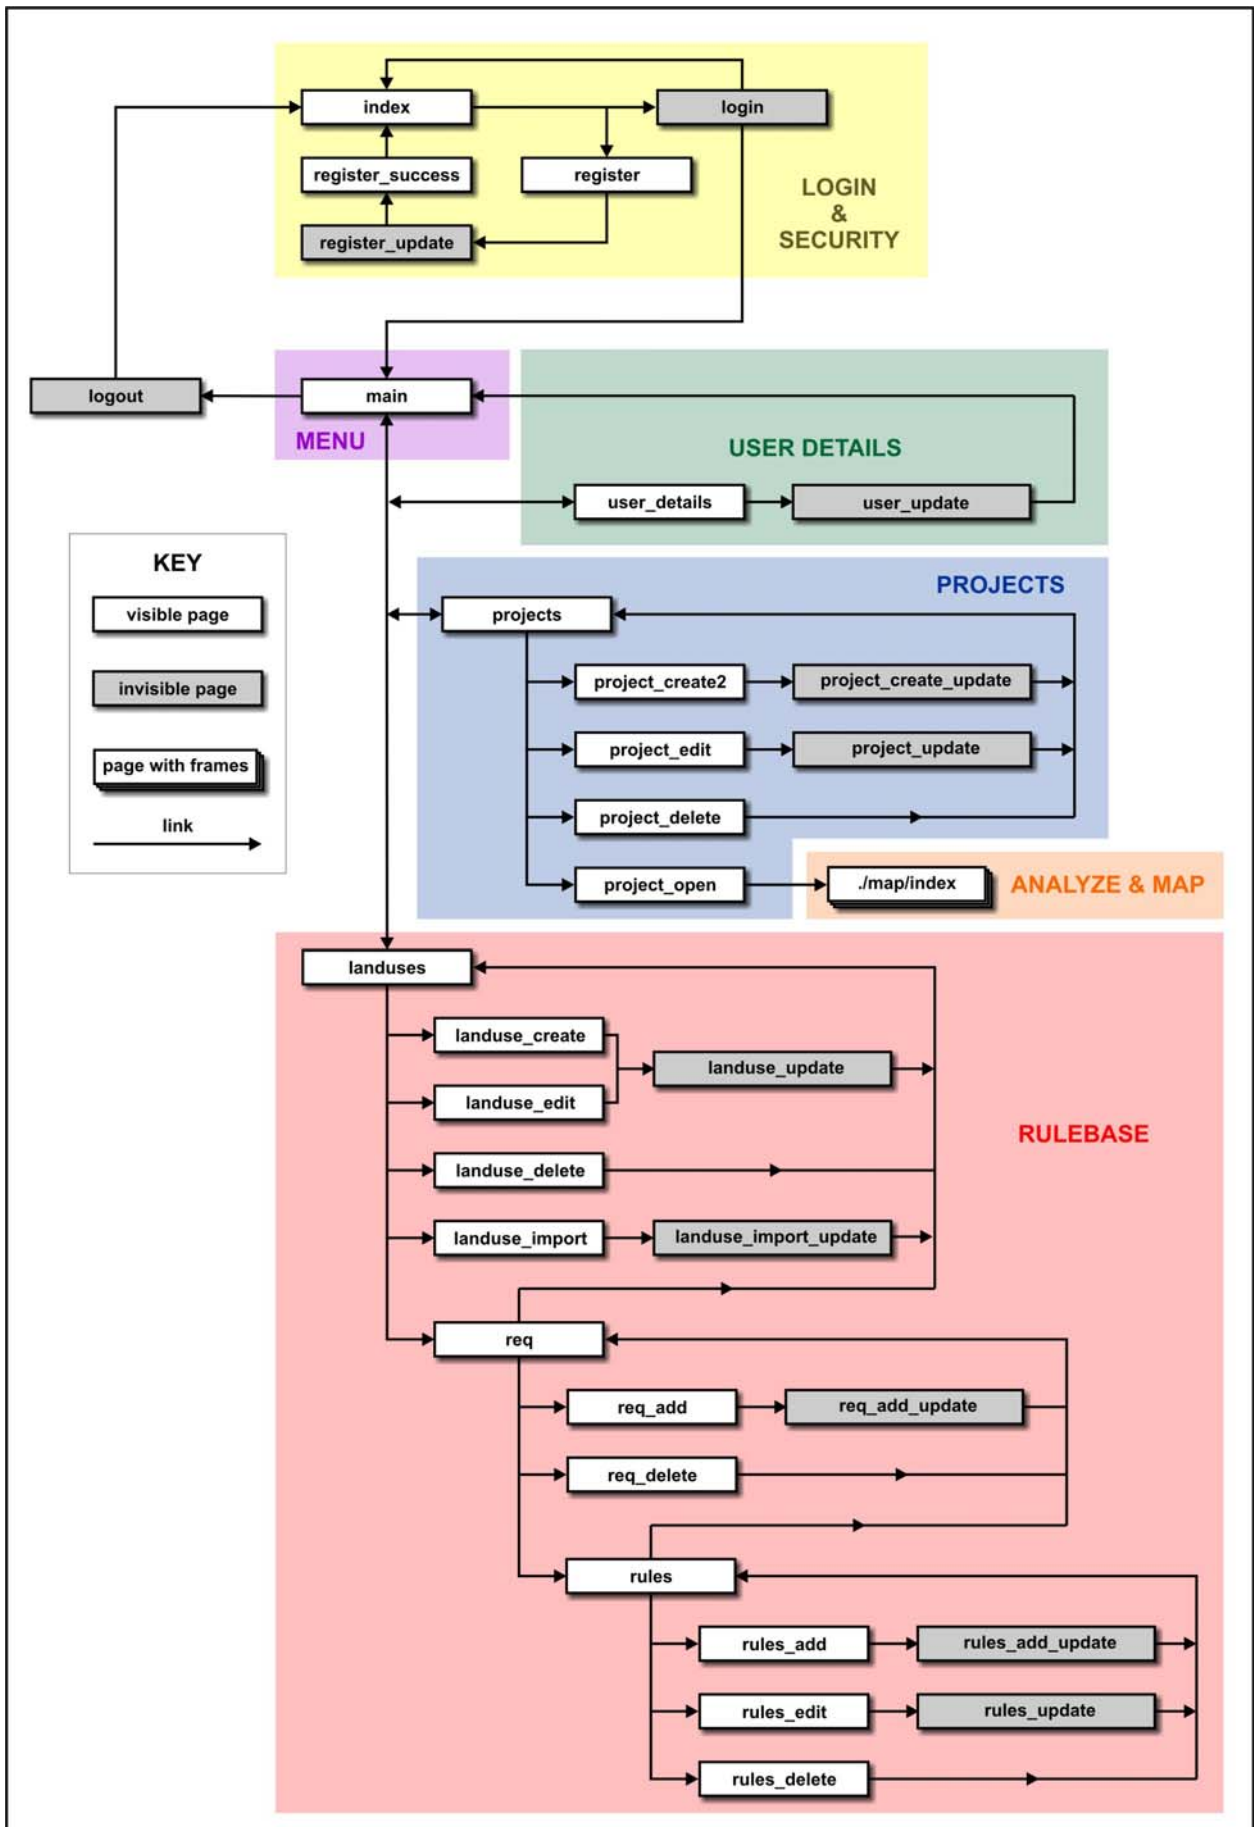 index
login
register_success
register
LOGIN
&
SECURITY
register_update
logout
main
MENU
USER DETAILS
user_details
user_update
KEY
visible page
invisible page
page with frames
link
PROJECTS
projects
project_create2
project_create_update
project_edit
project_update
project_delete
project_open
./map/index
ANALYZE & MAP
landuses
landuse_create
landuse_update
landuse_edit
RULEBASE
landuse_delete
landuse_import
landuse_import_update
req
req_add
req_add_update
req_delete
rules
rules_add
rules_add_update
rules_edit
rules_update
rules_delete